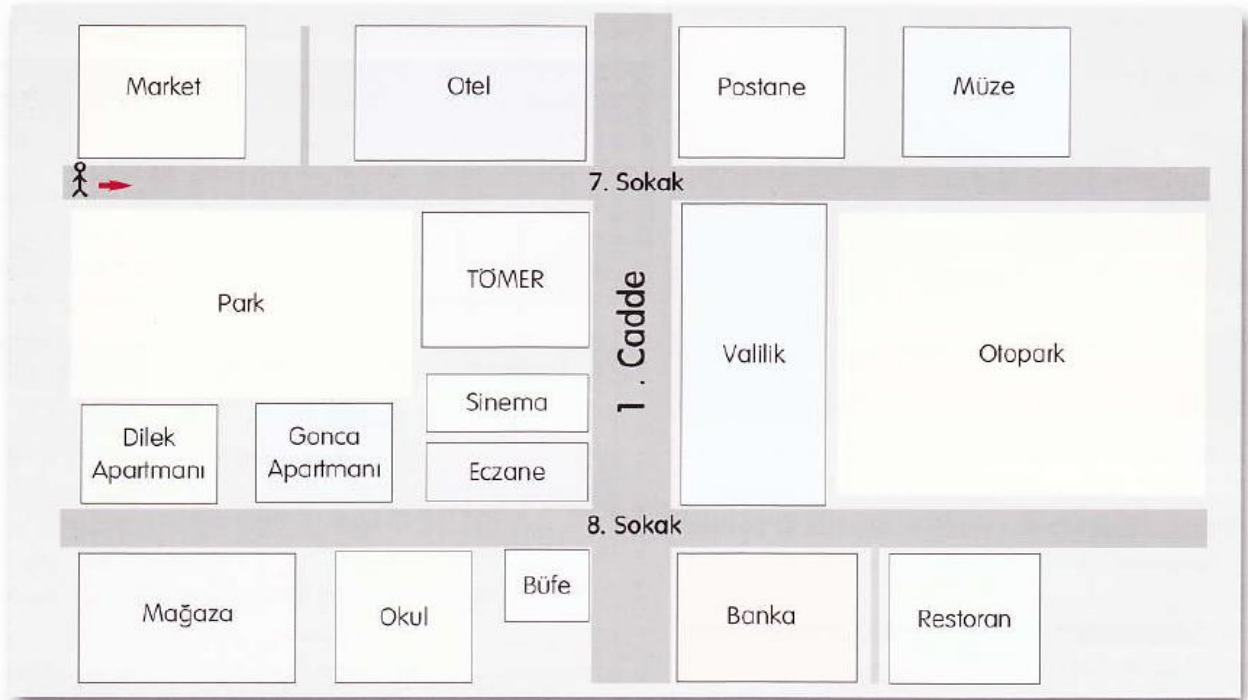 Market
Otel
Postane
Müze
7. Sokak
Park
TÖMER
1. Cadde
Valilik
Otopark
Sinema
Dilek
Apartmanı
Gonca
Apartmanı
Eczane
8. Sokak
Mağaza
Okul
Büfe
Banka
Restoran